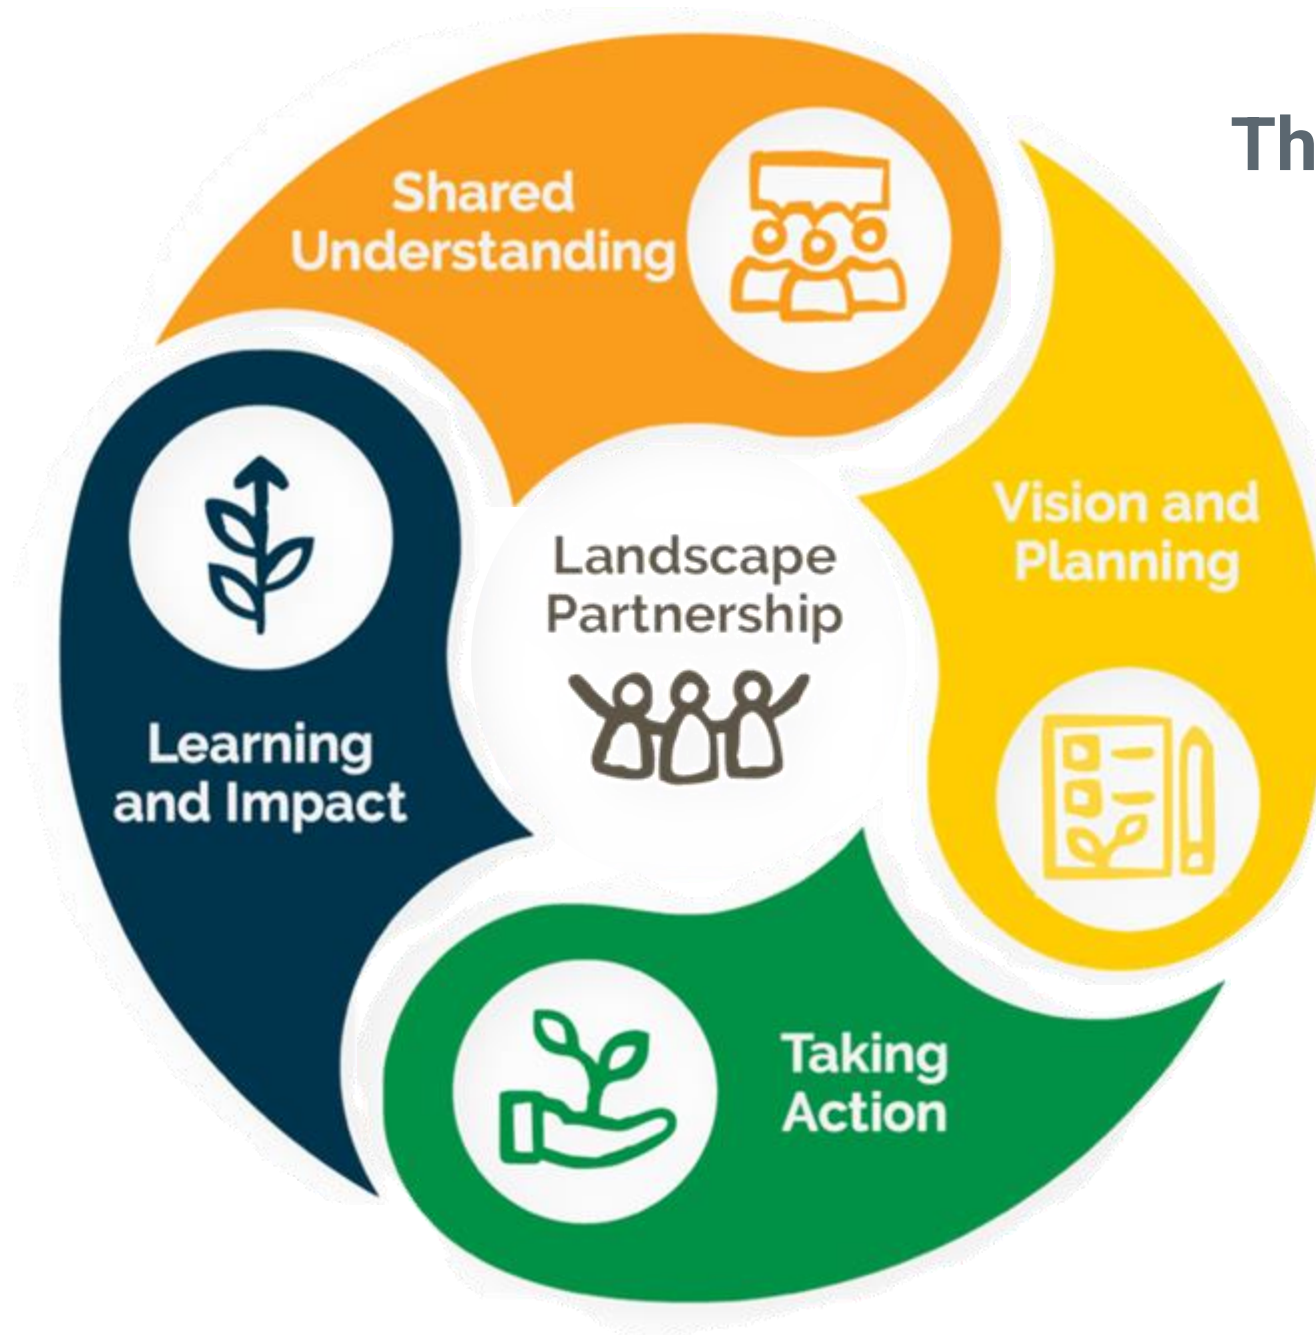 Th
Shared
Understanding
Vision and
Planning
Landscape
Partnership
Learning
and Impact
Taking
Action